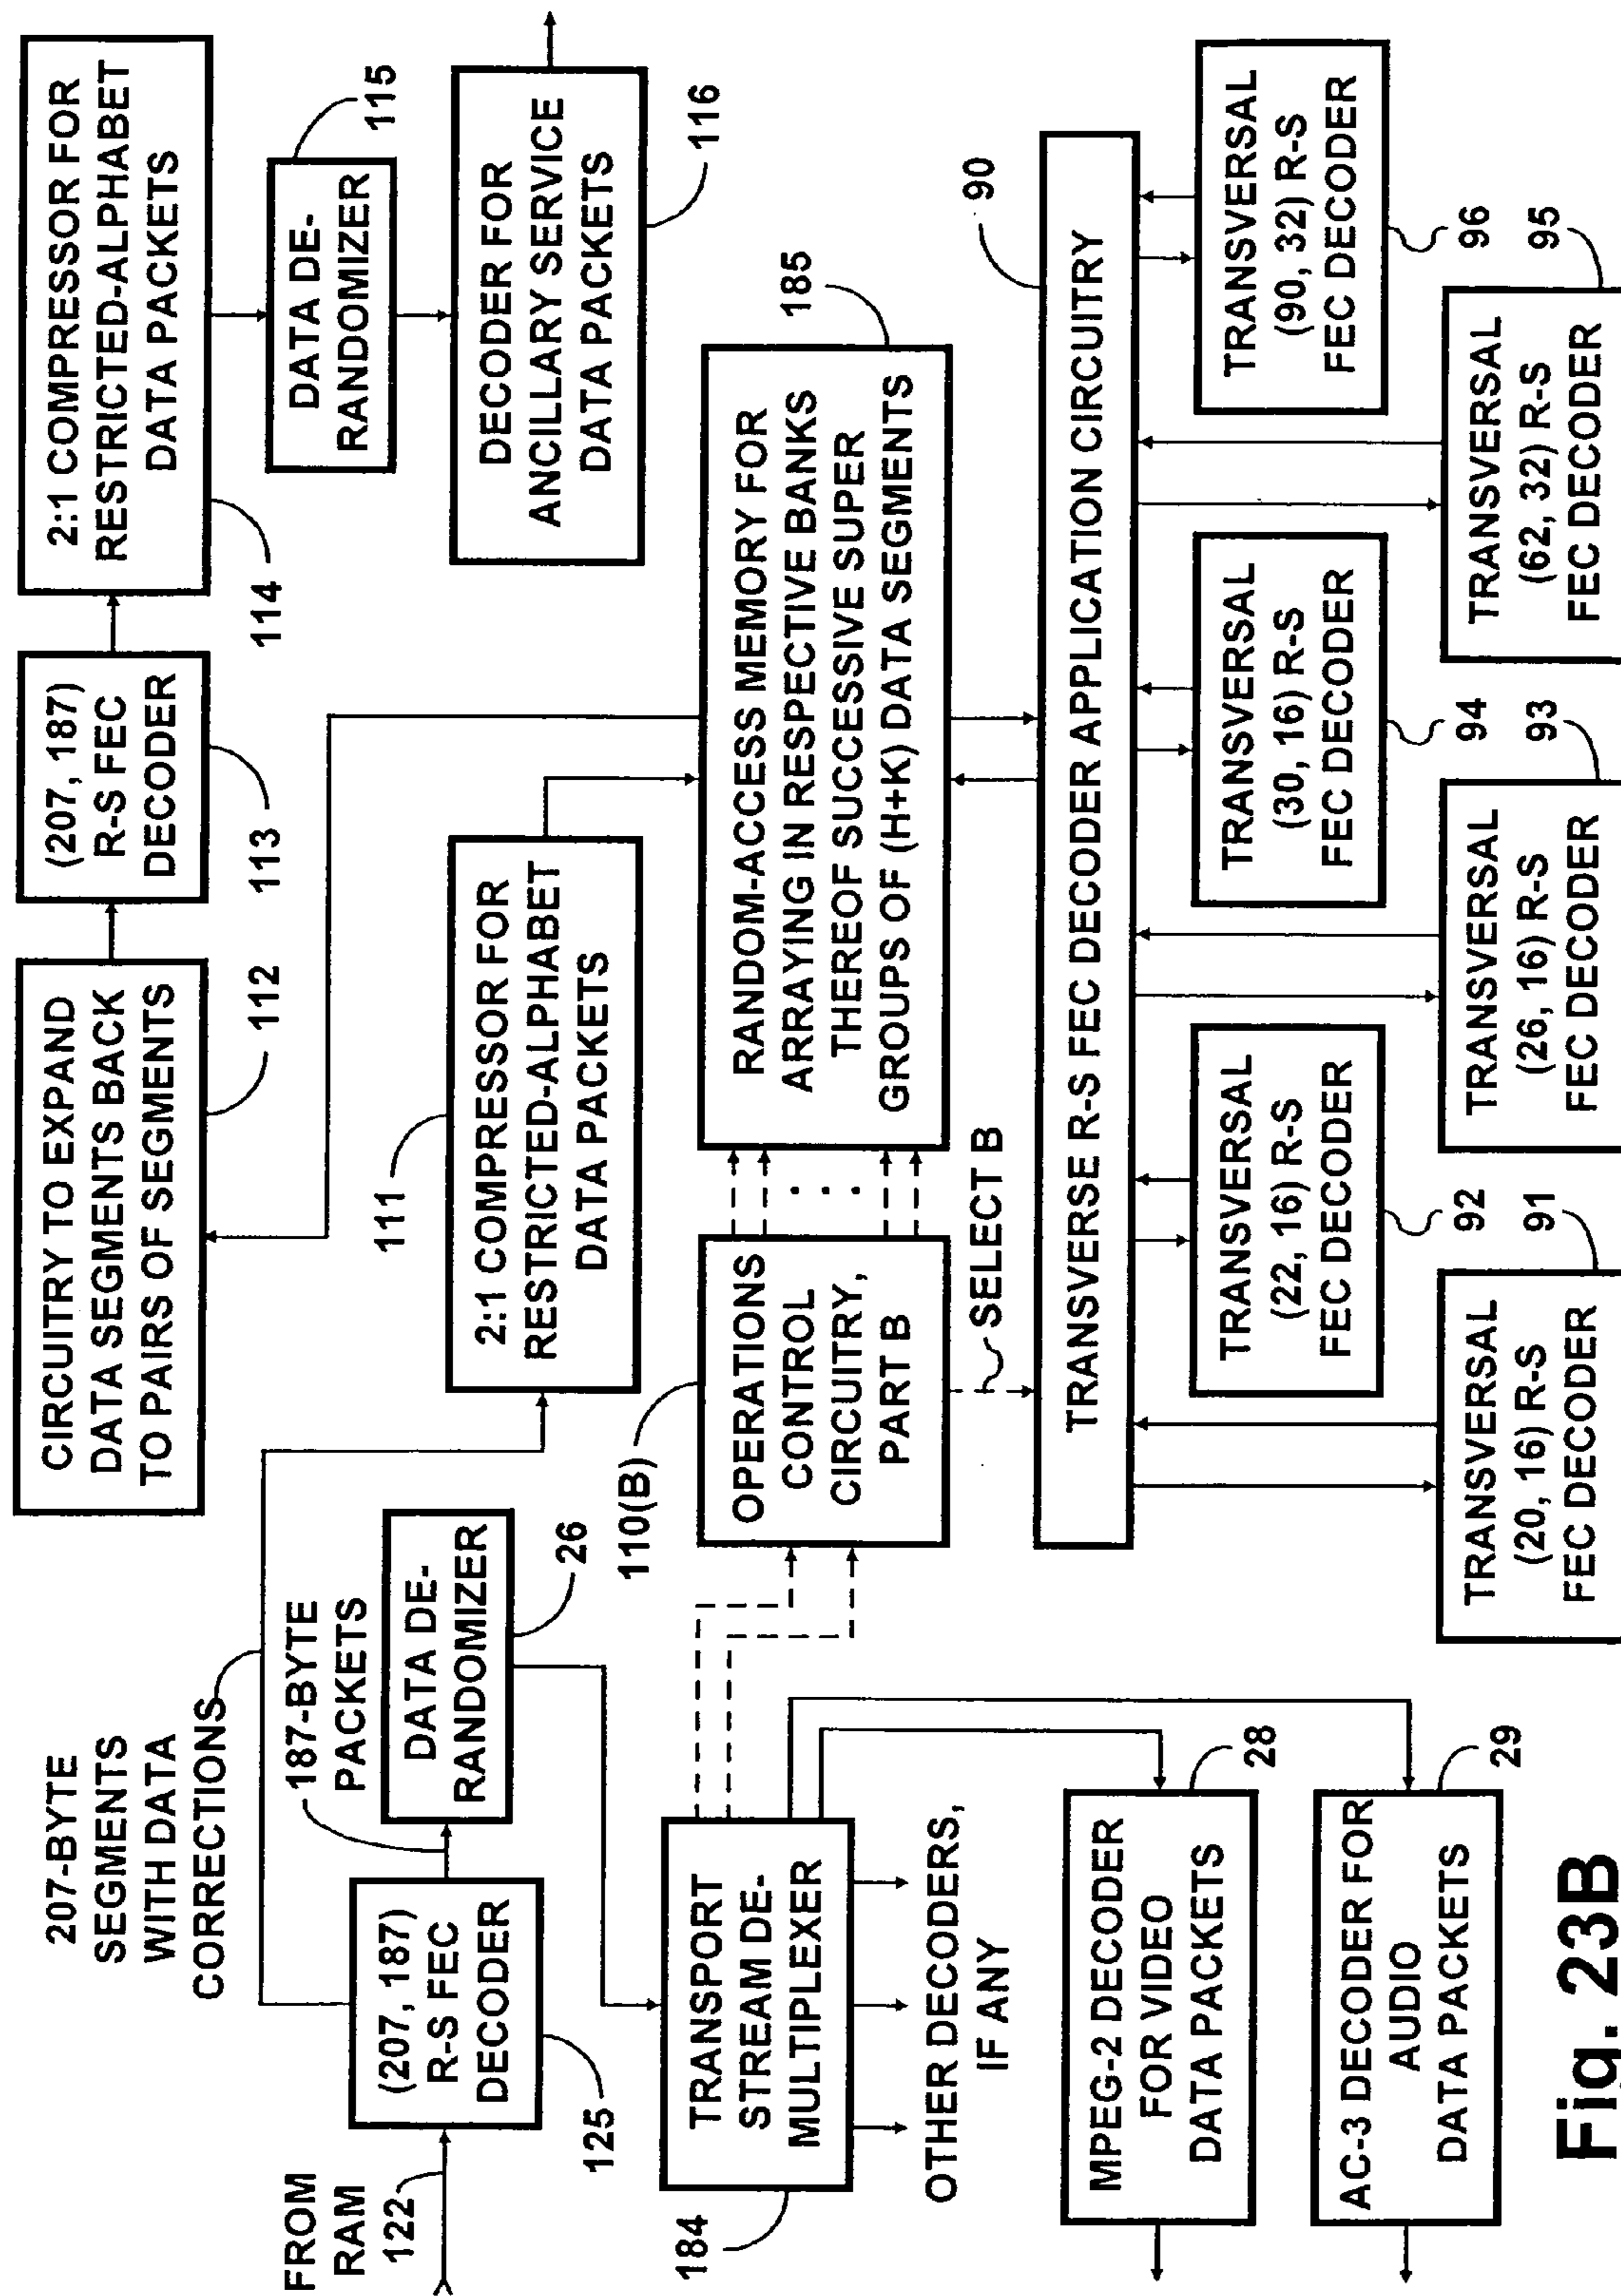 207-BYTE
SEGMENTS
WITH DATA
CORRECTIONS
FROM
RAM
122
(207, 187)
R-S FEC
DECODER
125
187-BYTE
PACKETS
DATA DE-
RANDOMIZER
26
CIRCUITRY TO EXPAND
DATA SEGMENTS BACK
TO PAIRS OF SEGMENTS
112
(207, 187)
R-S FEC
DECODER
113
2:1 COMPRESSOR FOR
RESTRICTED-ALPHABET
DATA PACKETS
114
DATA DE-
RANDOMIZER
115
DECODER FOR
ANCILLARY SERVICE
DATA PACKETS
116
111
2:1 COMPRESSOR FOR
RESTRICTED-ALPHABET
DATA PACKETS
TRANSPORT
STREAM DE-
MULTIPLEXER
184
110(B)
OPERATIONS
CONTROL
CIRCUITRY,
PART B
RANDOM-ACCESS MEMORY FOR
ARRAYING IN RESPECTIVE BANKS
THEREOF SUCCESSIVE SUPER
GROUPS OF (H+K) DATA SEGMENTS
185
SELECT B
OTHER DECODERS,
IF ANY
TRANSVERSE R-S FEC DECODER APPLICATION CIRCUITRY
90
MPEG-2 DECODER
FOR VIDEO
DATA PACKETS
28
AC-3 DECODER FOR
AUDIO
DATA PACKETS
29
TRANSVERSAL
(22, 16) R-S
FEC DECODER
92
TRANSVERSAL
(30, 16) R-S
FEC DECODER
94
TRANSVERSAL
(90, 32) R-S
FEC DECODER
96
TRANSVERSAL
(20, 16) R-S
FEC DECODER
91
TRANSVERSAL
(26, 16) R-S
FEC DECODER
93
TRANSVERSAL
(62, 32) R-S
FEC DECODER
95
Fig. 23B